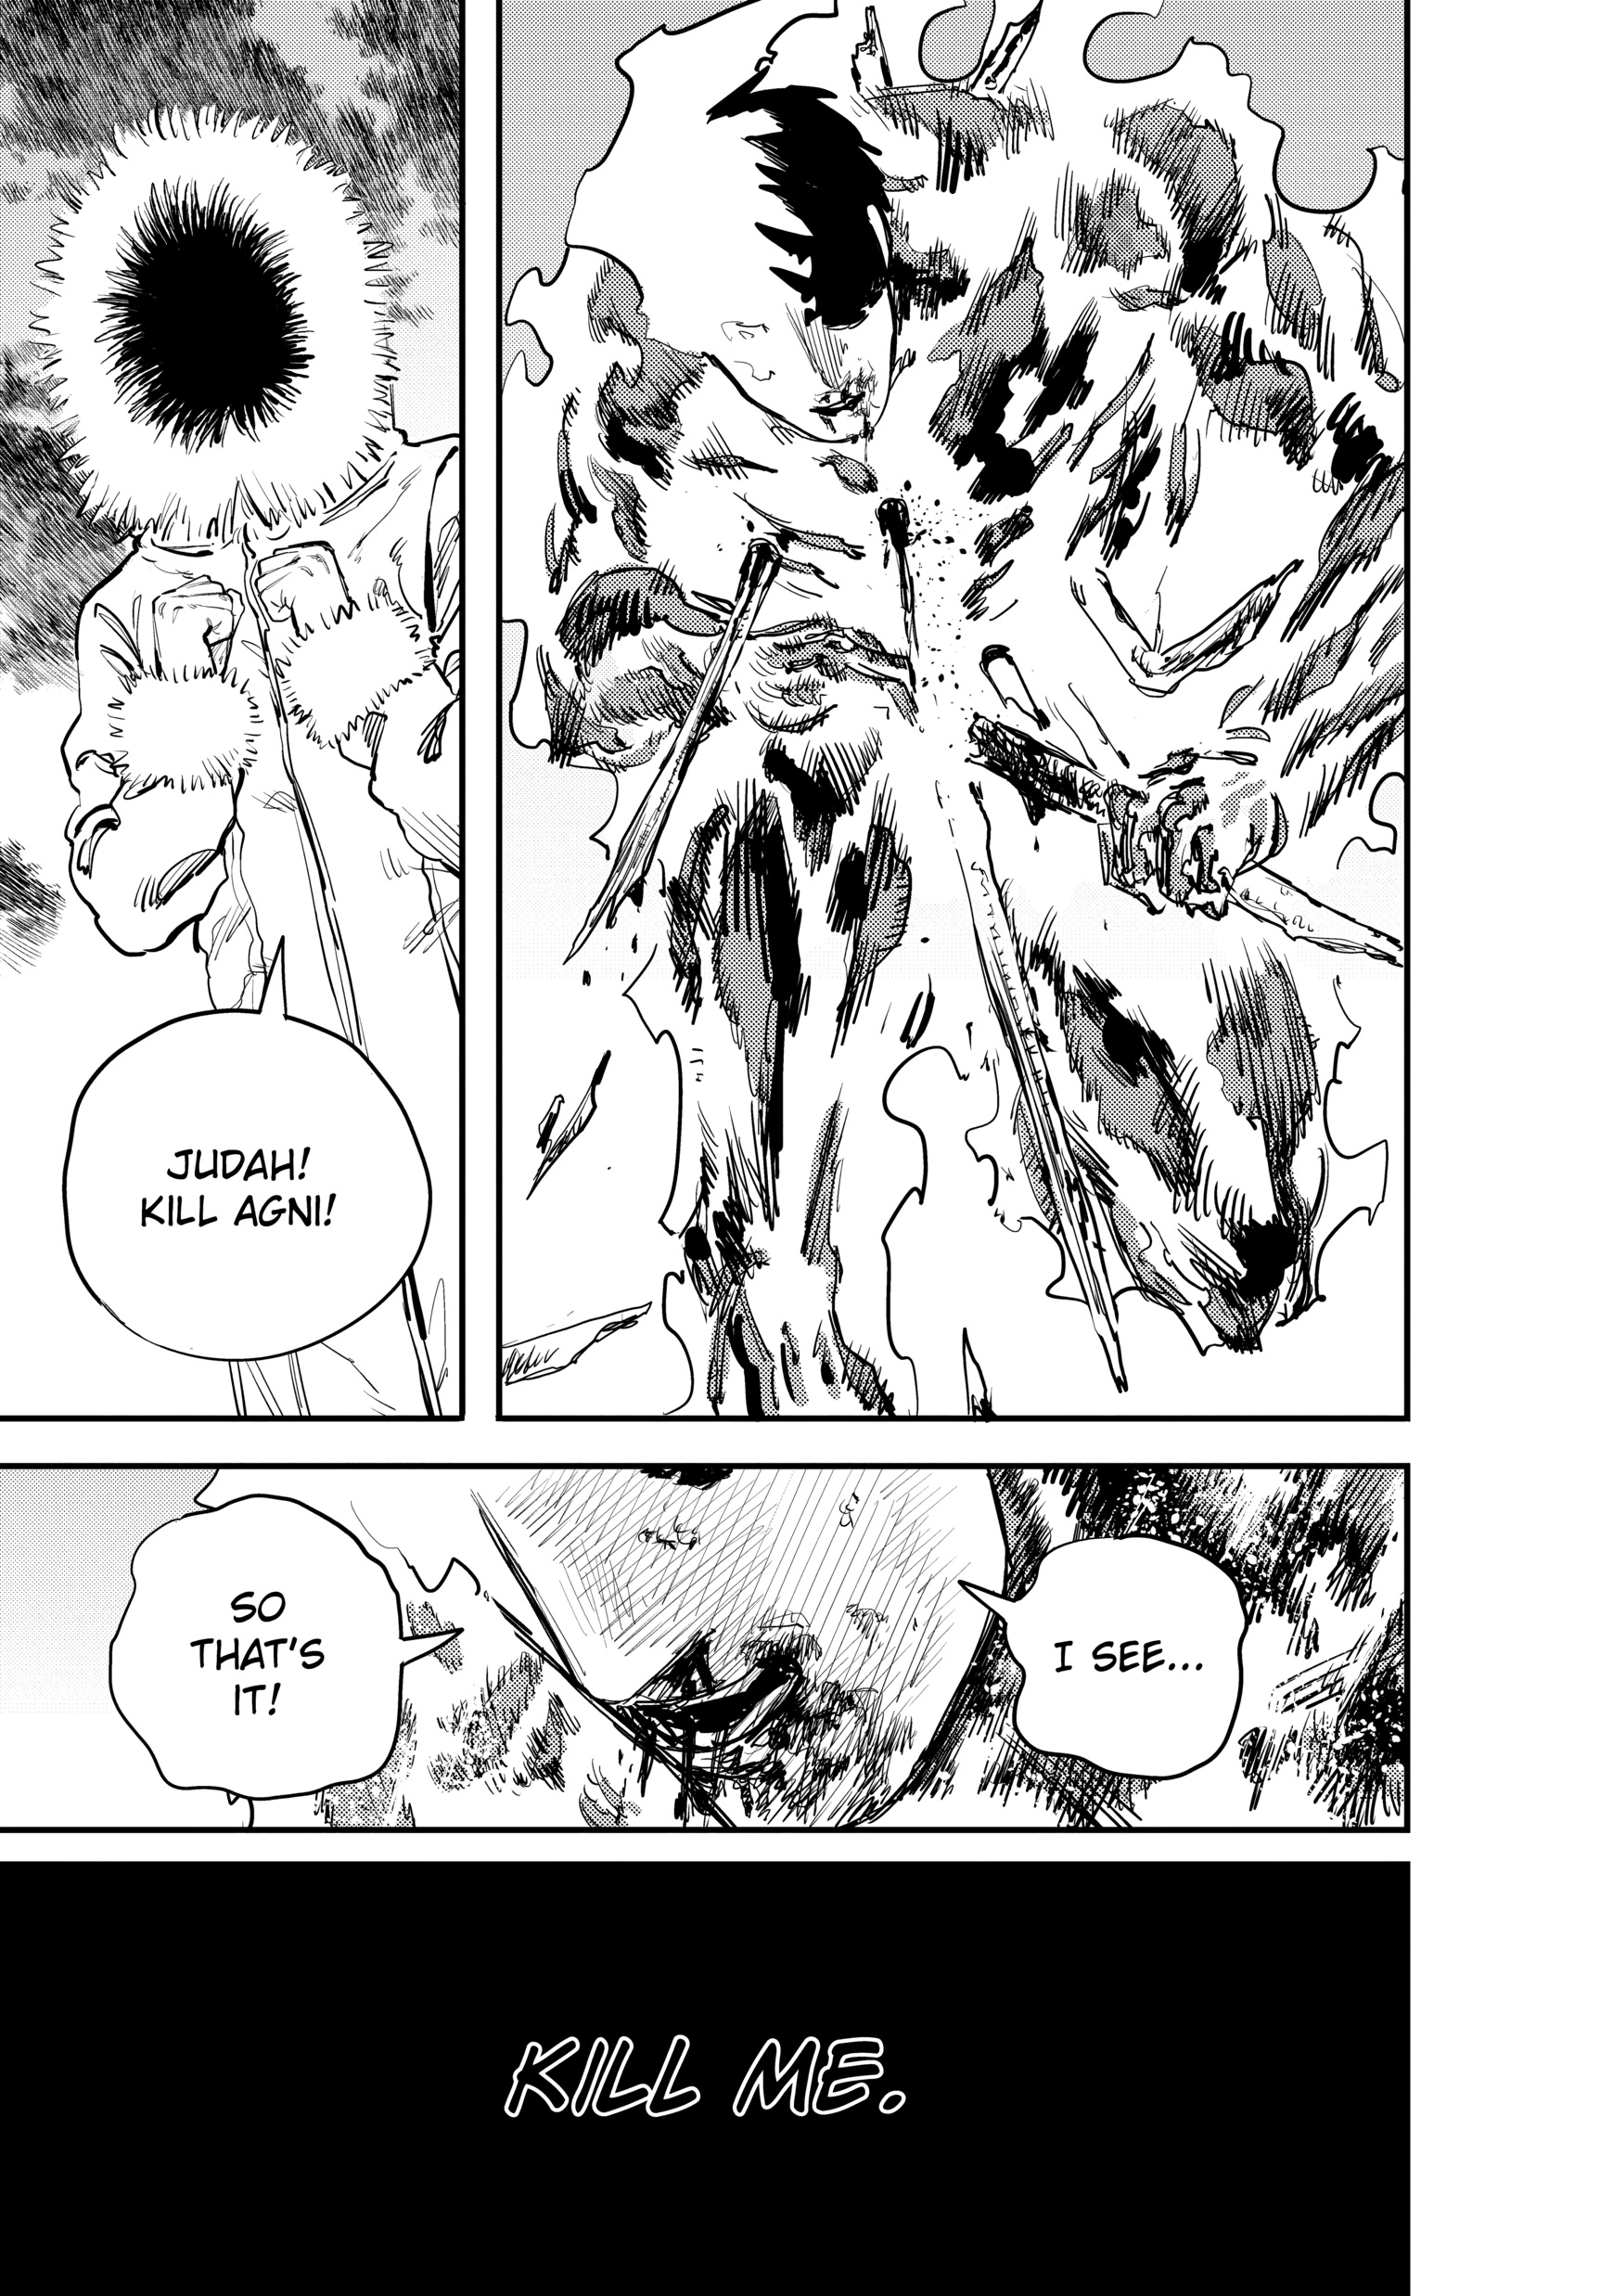 JUDAH!
KILL AGNI!
I SEE...
SO
THAT'S
IT!
KILL ME.